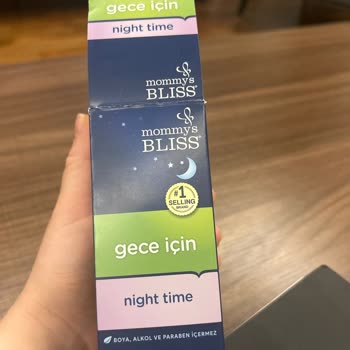 gece için
night time
mommy's
BLISS®
mommy's
BLISS®
#1
SELLING
BRAND
gece için
night time
BOYA, ALKOL VE PARABEN İÇERMEZ